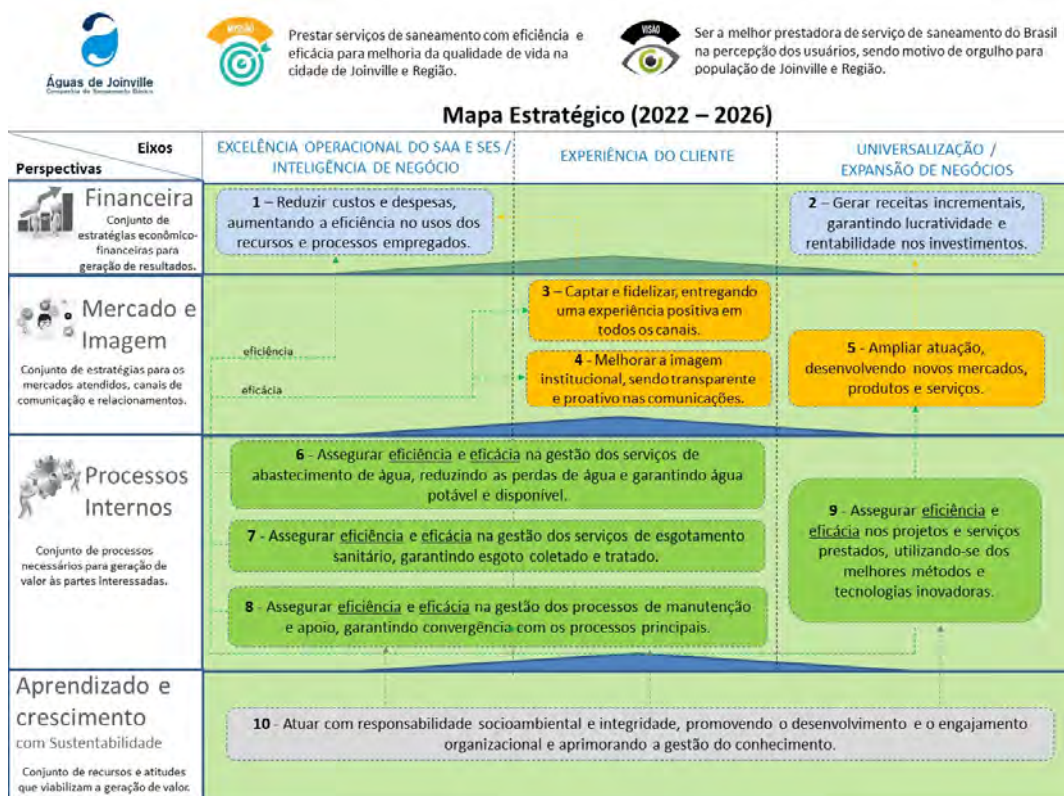 Águas de Joinville
Companhia de Saneamento Básico
MISSÃO
Prestar serviços de saneamento com eficiência e
eficácia para melhoria da qualidade de vida na
cidade de Joinville e Região.
VISÃO
Ser a melhor prestadora de serviço de saneamento do Brasil
na percepção dos usuários, sendo motivo de orgulho para
população de Joinville e Região.
Mapa Estratégico (2022 – 2026)
Eixos
Perspectivas
EXCELÊNCIA OPERACIONAL DO SAA E SES /
INTELIGÊNCIA DE NEGÓCIO
EXPERIÊNCIA DO CLIENTE
UNIVERSALIZAÇÃO /
EXPANSÃO DE NEGÓCIOS
Financeira
Conjunto de
estratégias econômico-
financeiras para
geração de resultados.
1 – Reduzir custos e despesas,
aumentando a eficiência no usos dos
recursos e processos empregados.
2 – Gerar receitas incrementais,
garantindo lucratividade e
rentabilidade nos investimentos.
Mercado e
Imagem
Conjunto de estratégias para os
mercados atendidos, canais de
comunicação e relacionamentos.
eficiência
eficácia
3 – Captar e fidelizar, entregando
uma experiência positiva em
todos os canais.
4 - Melhorar a imagem
institucional, sendo transparente
e proativo nas comunicações.
5 - Ampliar atuação,
desenvolvendo novos mercados,
produtos e serviços.
Processos
Internos
Conjunto de processos
necessários para geração de
valor às partes interessadas.
6 - Assegurar eficiência e eficácia na gestão dos serviços de
abastecimento de água, reduzindo as perdas de água e garantindo água
potável e disponível.
7 - Assegurar eficiência e eficácia na gestão dos serviços de esgotamento
sanitário, garantindo esgoto coletado e tratado.
8 - Assegurar eficiência e eficácia na gestão dos processos de manutenção
e apoio, garantindo convergência com os processos principais.
9 - Assegurar eficiência e
eficácia nos projetos e serviços
prestados, utilizando-se dos
melhores métodos e
tecnologias inovadoras.
Aprendizado e
crescimento
com Sustentabilidade
Conjunto de recursos e atitudes
que viabilizam a geração de valor.
10 - Atuar com responsabilidade socioambiental e integridade, promovendo o desenvolvimento e o engajamento
organizacional e aprimorando a gestão do conhecimento.